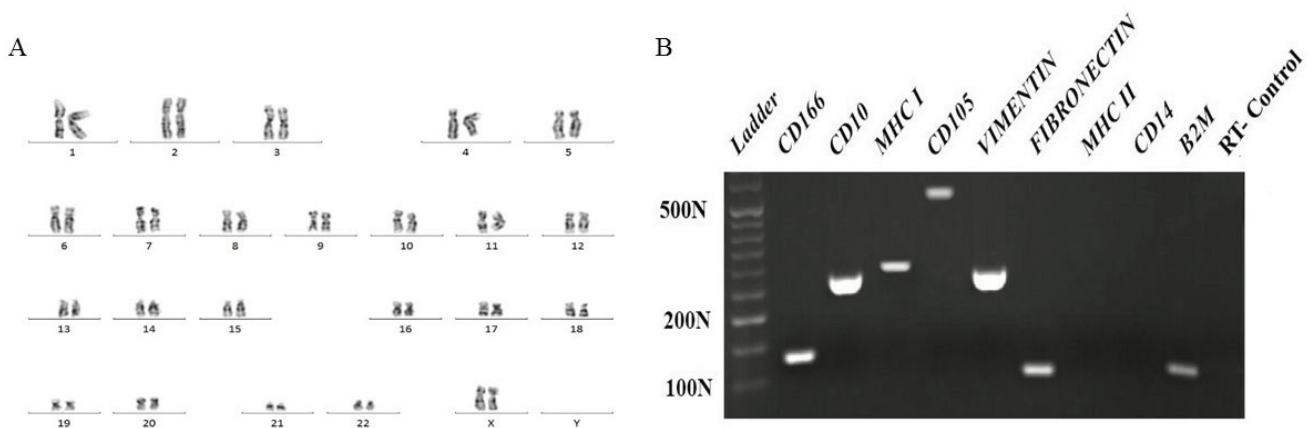 A
1 2 3 4 5
6 7 8 9 10 11 12
13 14 15 16 17 18
19 20 21 22 X Y
B
Ladder
CD166
CD10
MHC I
CD105
VIMENTIN
FIBRONECTIN
MHC II
CD14
B2M
RT- Control
500N
200N
100N